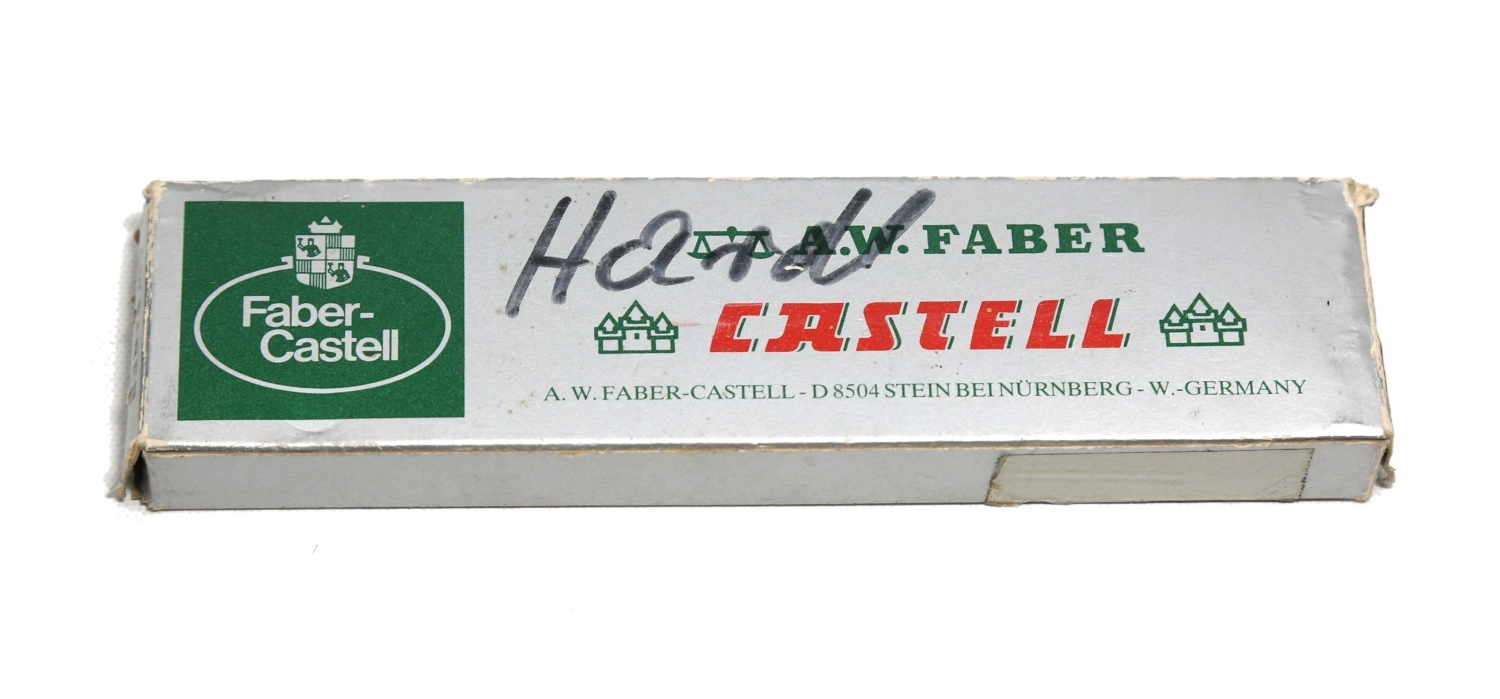 Faber-
Castell
Hard
A.W. FABER
CASTELL
A. W. FABER-CASTELL - D 8504 STEIN BEI NÜRNBERG - W.-GERMANY